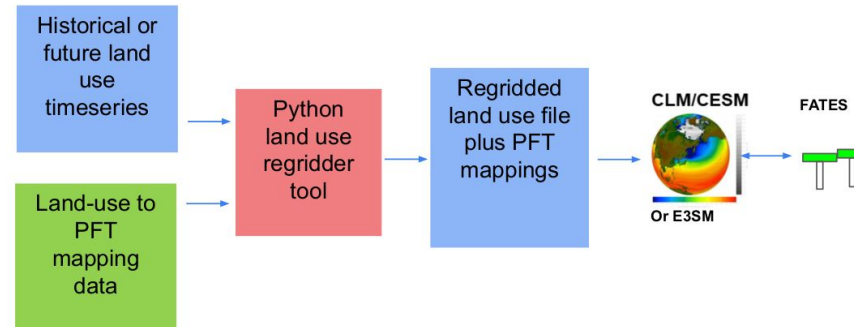 Historical or
future land
use
timeseries
Land-use to
PFT
mapping
data
Python
land use
regridder
tool
Regridded
land use file
plus PFT
mappings
CLM/CESM
Or E3SM
FATES